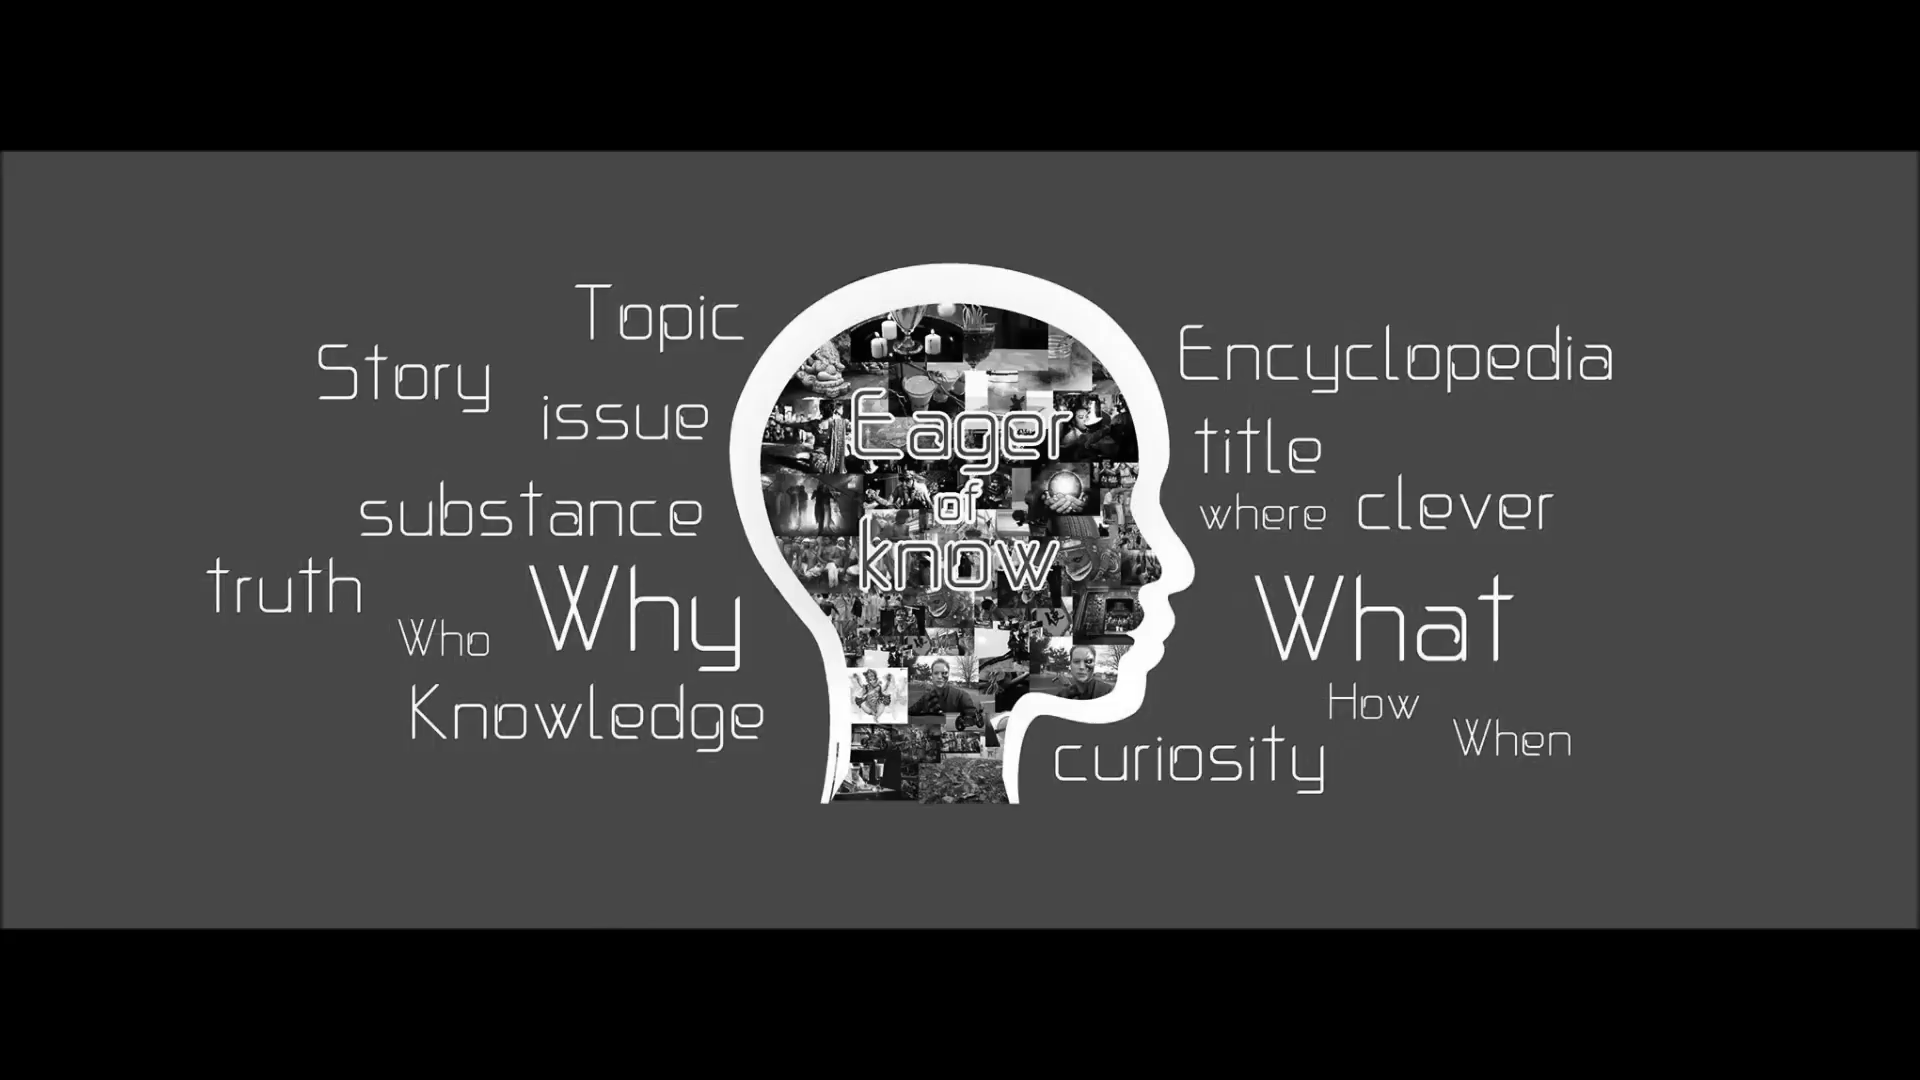 Topic
Story
issue
substance
truth
Who
Why
Knowledge
Eager
of
know
Encyclopedia
title
where
clever
What
How
When
curiosity